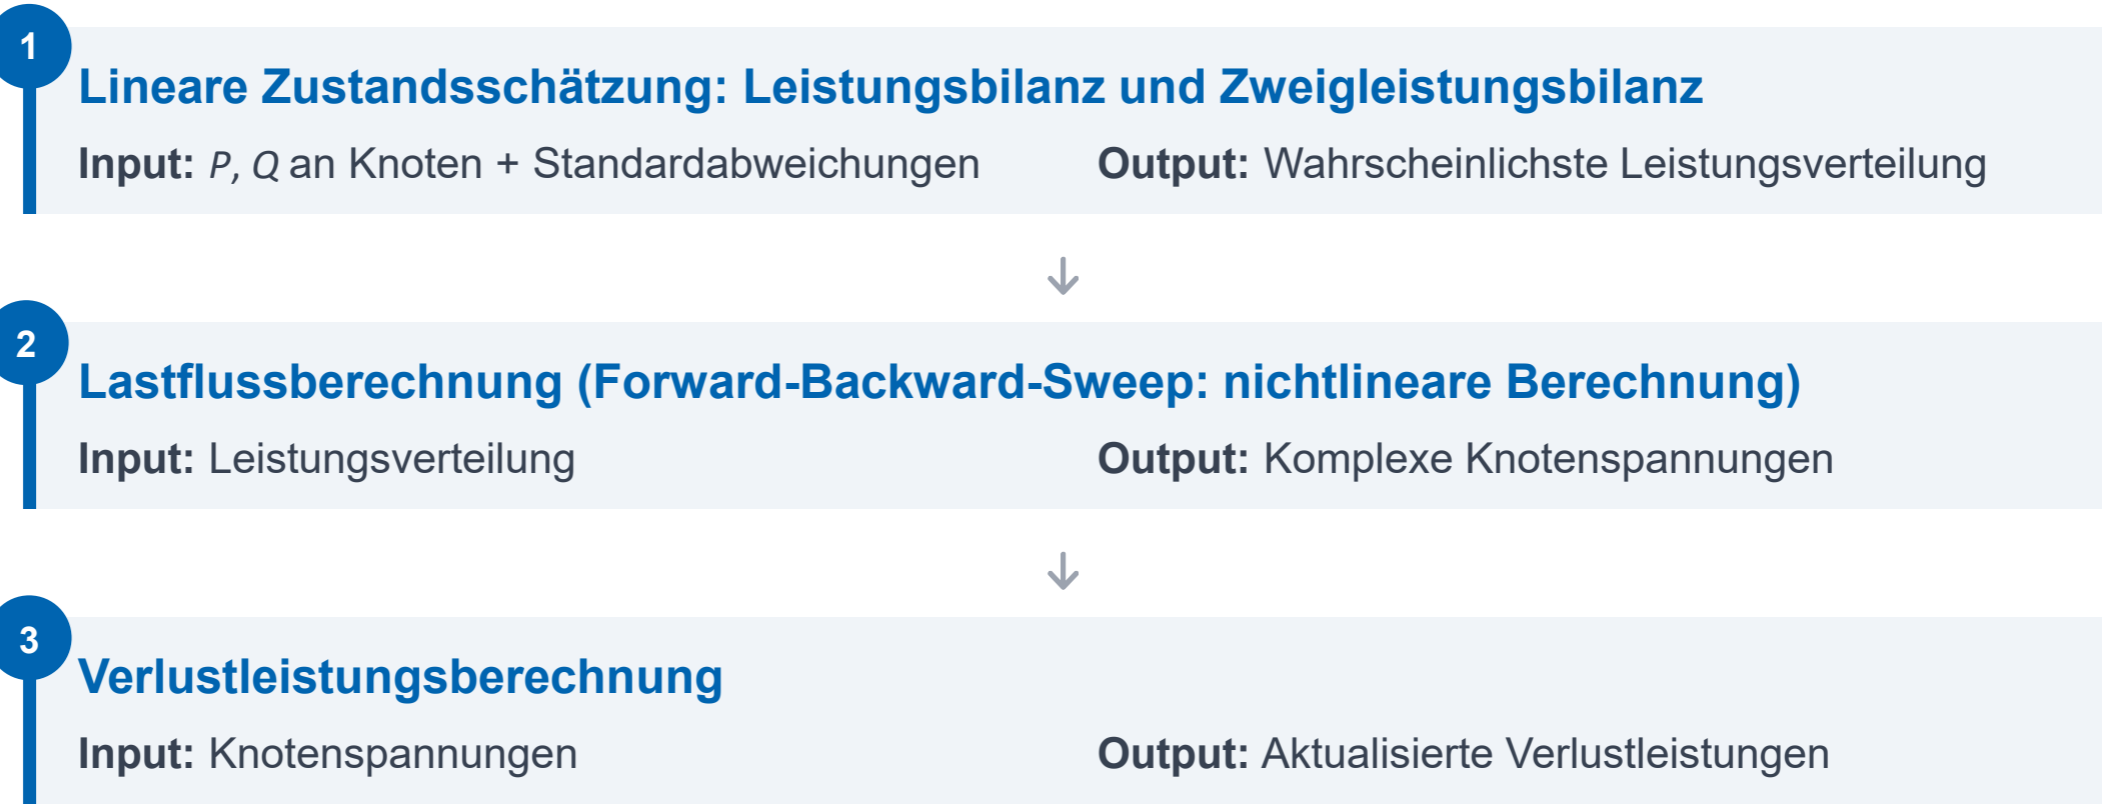 1
Lineare Zustandsschätzung: Leistungsbilanz und Zweigleistungsbilanz
Input: P, Q an Knoten + Standardabweichungen Output: Wahrscheinlichste Leistungsverteilung
↓
2
Lastflussberechnung (Forward-Backward-Sweep: nichtlineare Berechnung)
Input: Leistungsverteilung Output: Komplexe Knotenspannungen
↓
3
Verlustleistungsberechnung
Input: Knotenspannungen Output: Aktualisierte Verlustleistungen